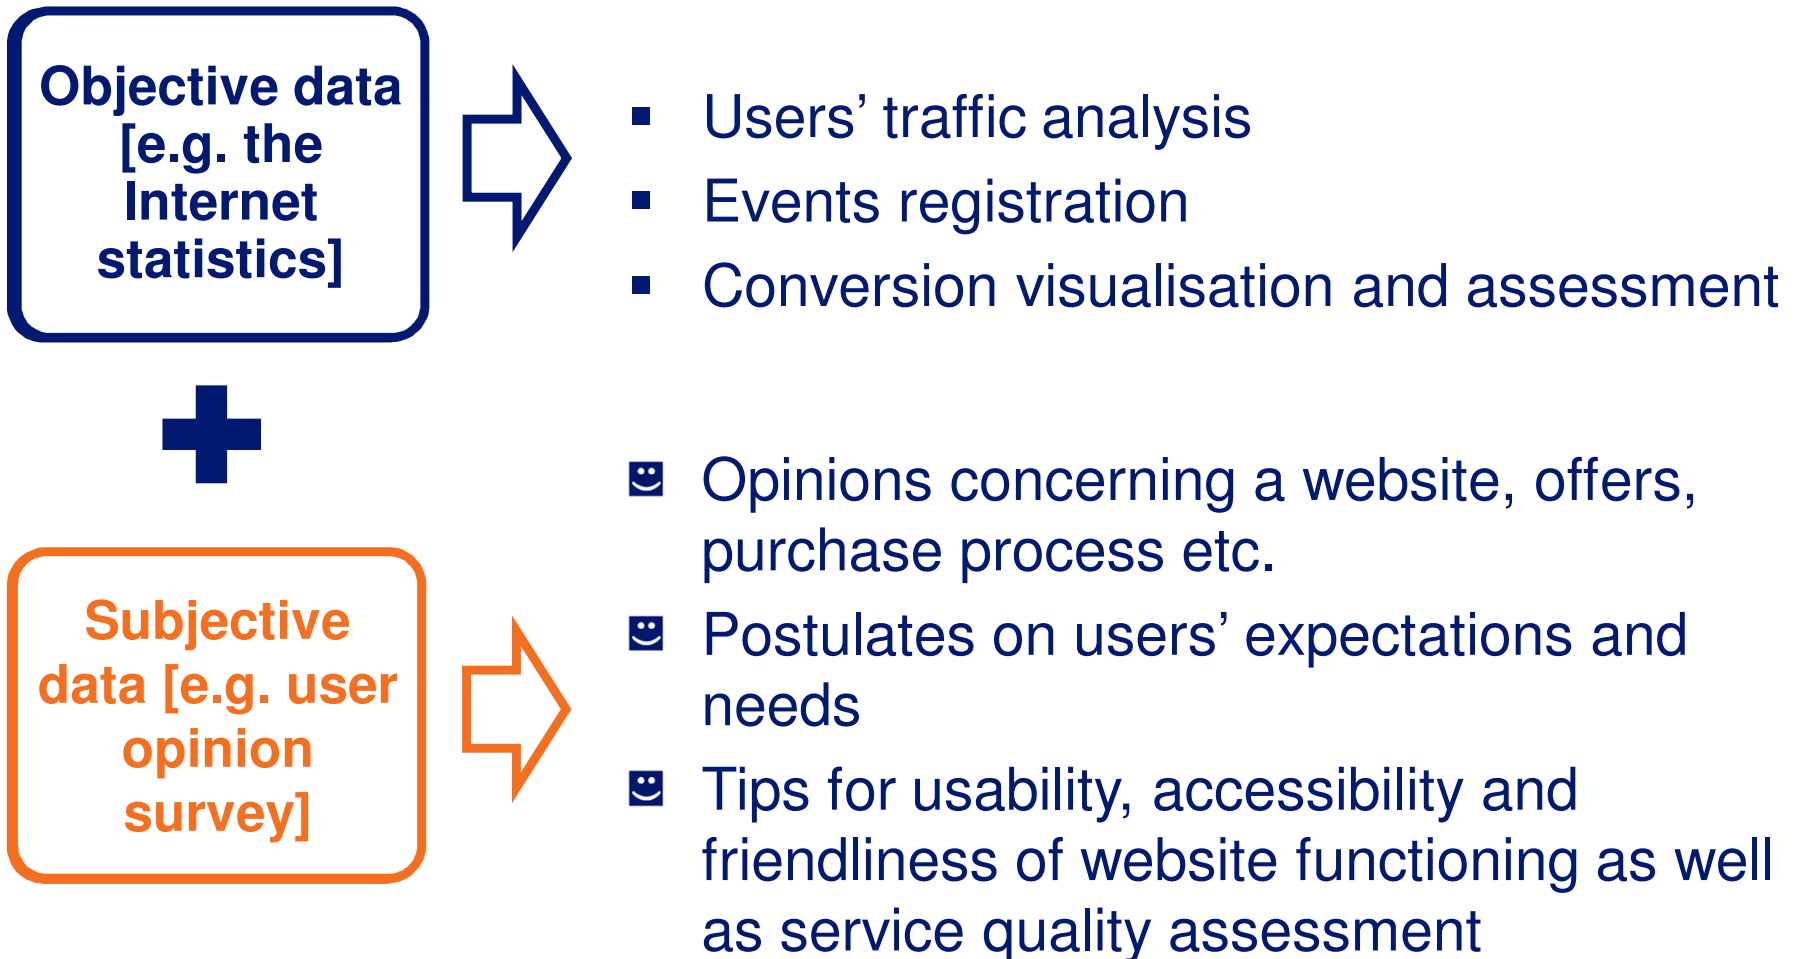 Objective data
[e.g. the
Internet
statistics]
Users’ traffic analysis
Events registration
Conversion visualisation and assessment
Subjective
data [e.g. user
opinion
survey]
Opinions concerning a website, offers,
purchase process etc.
Postulates on users’ expectations and
needs
Tips for usability, accessibility and
friendliness of website functioning as well
as service quality assessment